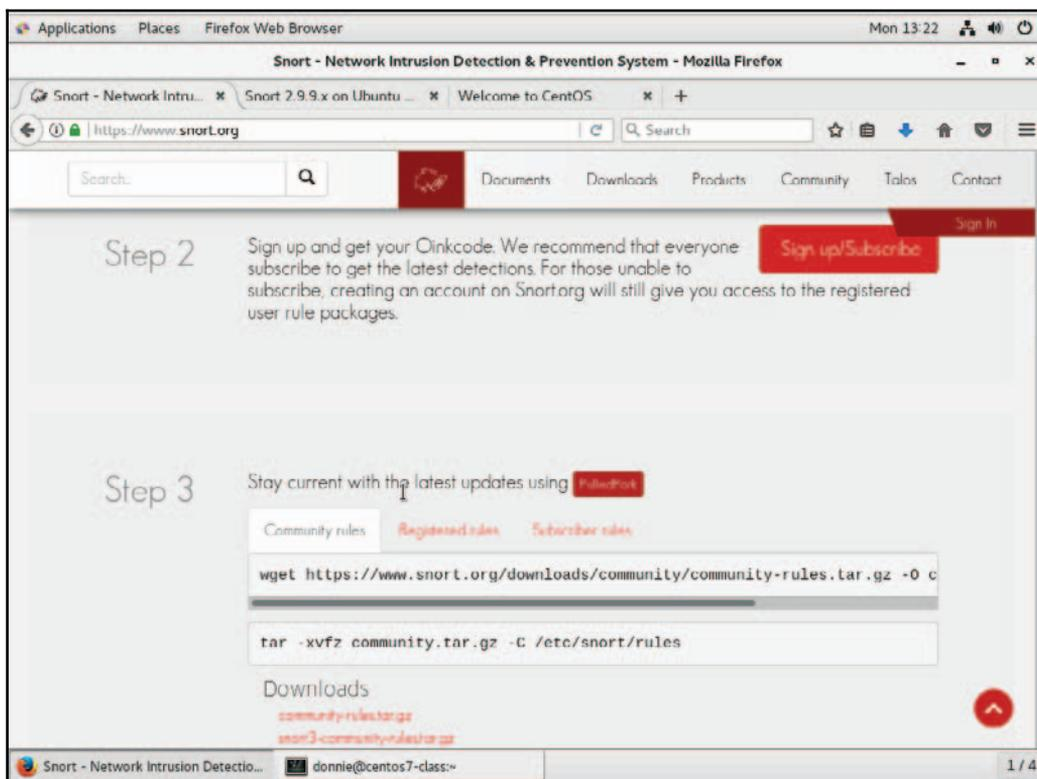 Applications Places Firefox Web Browser Mon 13:22
Snort - Network Intrusion Detection & Prevention System - Mozilla Firefox
Snort - Network Intru... Snort 2.9.9.x on Ubuntu ... Welcome to CentOS
https://www.snort.org Search
Search.. Documents Downloads Products Community Talos Contact
Sign In
Step 2
Sign up and get your Oinkcode. We recommend that everyone
subscribe to get the latest detections. For those unable to
subscribe, creating an account on Snort.org will still give you access to the registered
user rule packages.
Sign up/Subscribe
Step 3
Stay current with the latest updates using PulledPork
Community rules Registered rules Subscriber rules
wget https://www.snort.org/downloads/community/community-rules.tar.gz -O c
tar -xvfz community.tar.gz -C /etc/snort/rules
Downloads
community-rules.tar.gz
snort3-community-rules.tar.gz
Snort - Network Intrusion Detectio... donnie@centos7-class:~ 1 / 4